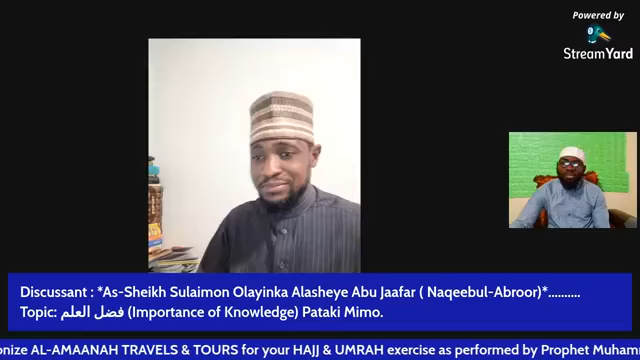 Powered by
StreamYard
Discussant : *As-Sheikh Sulaimon Olayinka Alasheye Abu Jaafar ( Naqeebul-Abroor)*..........
Topic: فضل العلم (Importance of Knowledge) Pataki Mimo.
onize AL-AMAANAH TRAVELS & TOURS for your HAJJ & UMRAH exercise as performed by Prophet Muham